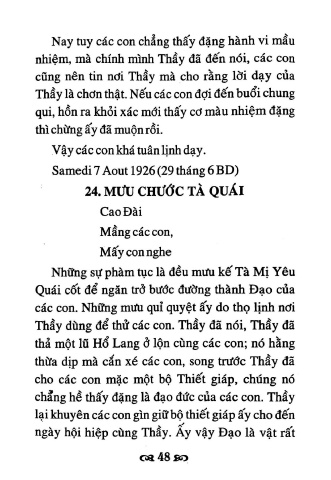 Nay tuy các con chẳng thấy đặng hành vi mầu
nhiệm, mà chính mình Thầy đã đến nói, các con
cũng nên tin nơi Thầy mà cho rằng lời dạy của
Thầy là chơn thật. Nếu các con đợi đến buổi chung
qui, hồn ra khỏi xác mới thấy cơ màu nhiệm đặng
thì chừng ấy đã muộn rồi.
Vậy các con khá tuân lịnh dạy.
Samedi 7 Aout 1926 (29 tháng 6 BD)
24. MƯU CHƯỚC TÀ QUÁI
Cao Đài
Mầng các con,
Mấy con nghe
Những sự phàm tục là đều mưu kế Tà Mị Yêu
Quái cốt để ngăn trở bước đường thành Đạo của
các con. Những mưu quỉ quyệt ấy do thọ lịnh nơi
Thầy dùng để thử các con. Thầy đã nói, Thầy đã
thả một lũ Hổ Lang ở lộn cùng các con; nó hằng
thừa dịp mà cắn xé các con, song trước Thầy đã
cho các con mặc một bộ Thiết giáp, chúng nó
chẳng hề thấy đặng là đạo đức của các con. Thầy
lại khuyên các con gìn giữ bộ thiết giáp ấy cho đến
ngày hội hiệp cùng Thầy. Ấy vậy Đạo là vật rất
48